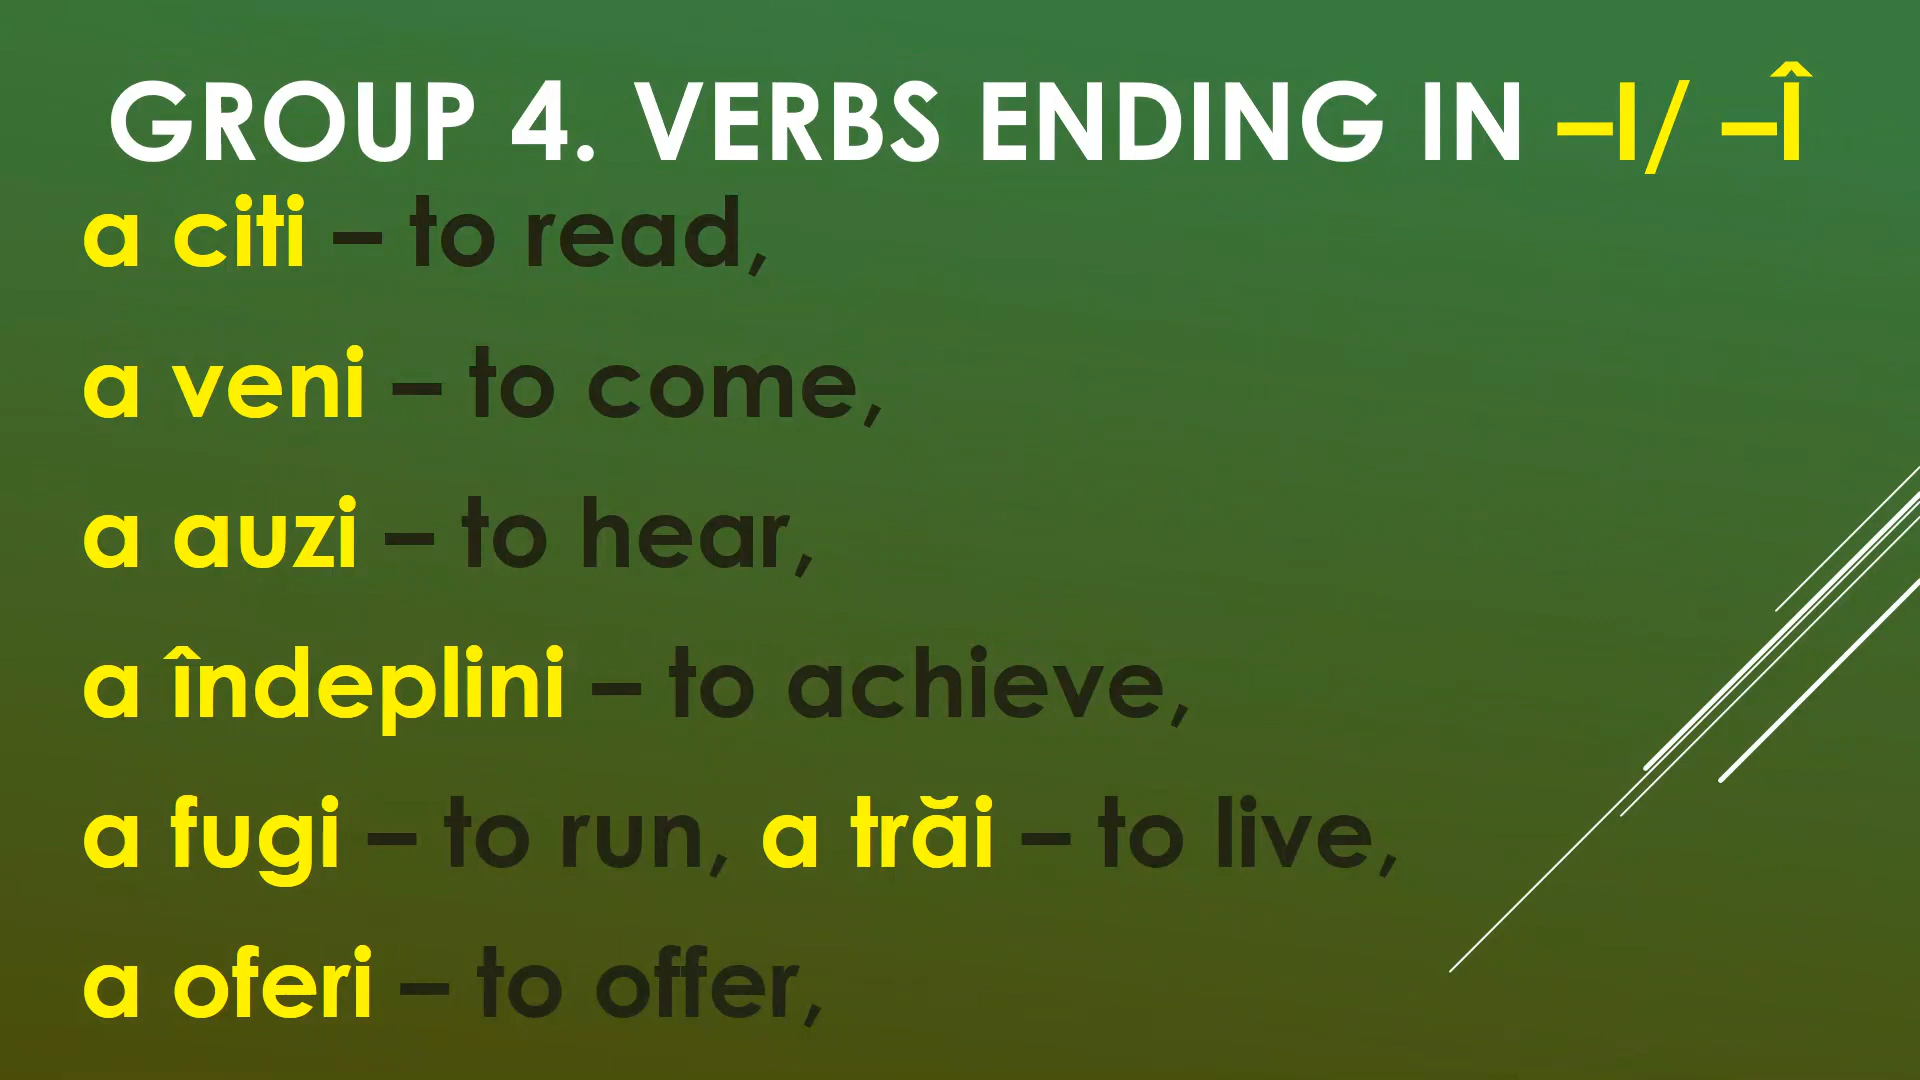 GROUP 4. VERBS ENDING IN –I/ –Î
a citi – to read,
a veni – to come,
a auzi – to hear,
a îndeplini – to achieve,
a fugi – to run, a trăi – to live,
a oferi – to offer,